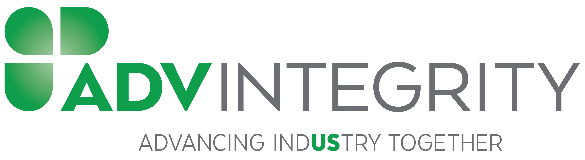 ADVINTEGRITY
ADVANCING INDUSTRY TOGETHER